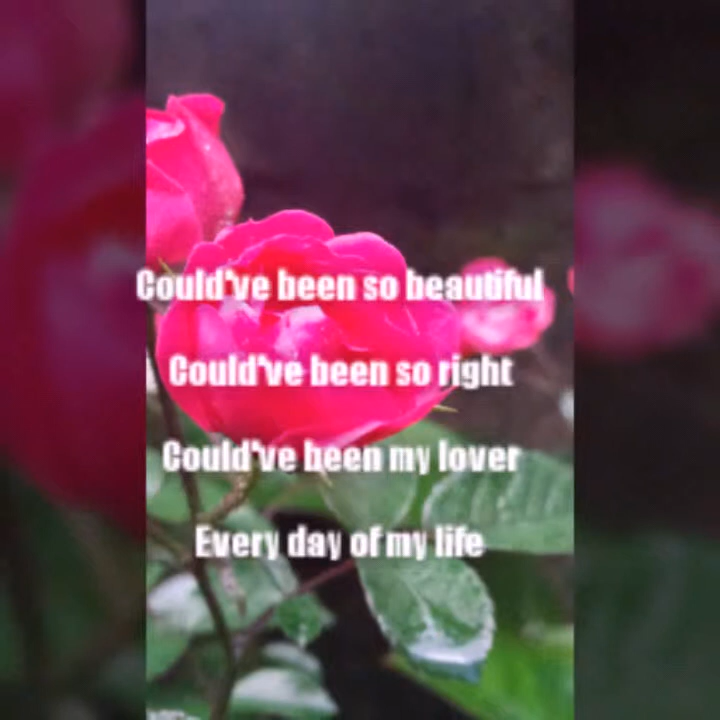 Could've been so beautiful
Could've been so right
Could've been my lover
Every day of my life